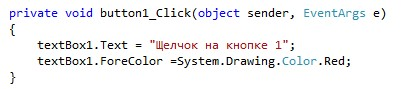 private void button1_Click(object sender, EventArgs e)
{
textBox1.Text = "Щелчок на кнопке 1";
textBox1.ForeColor =System.Drawing.Color.Red;
}